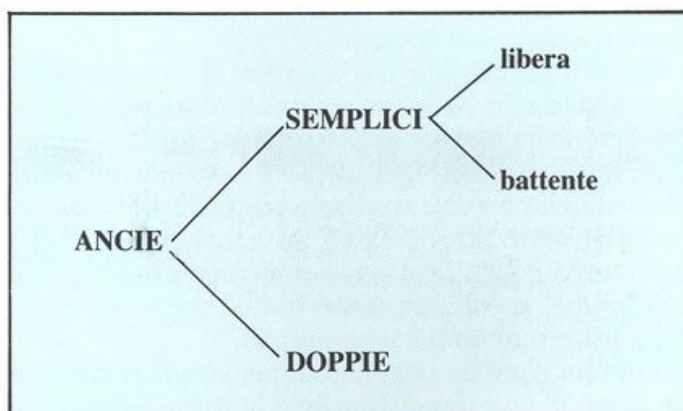 libera
SEMPLICI
battente
ANCIE
DOPPIE